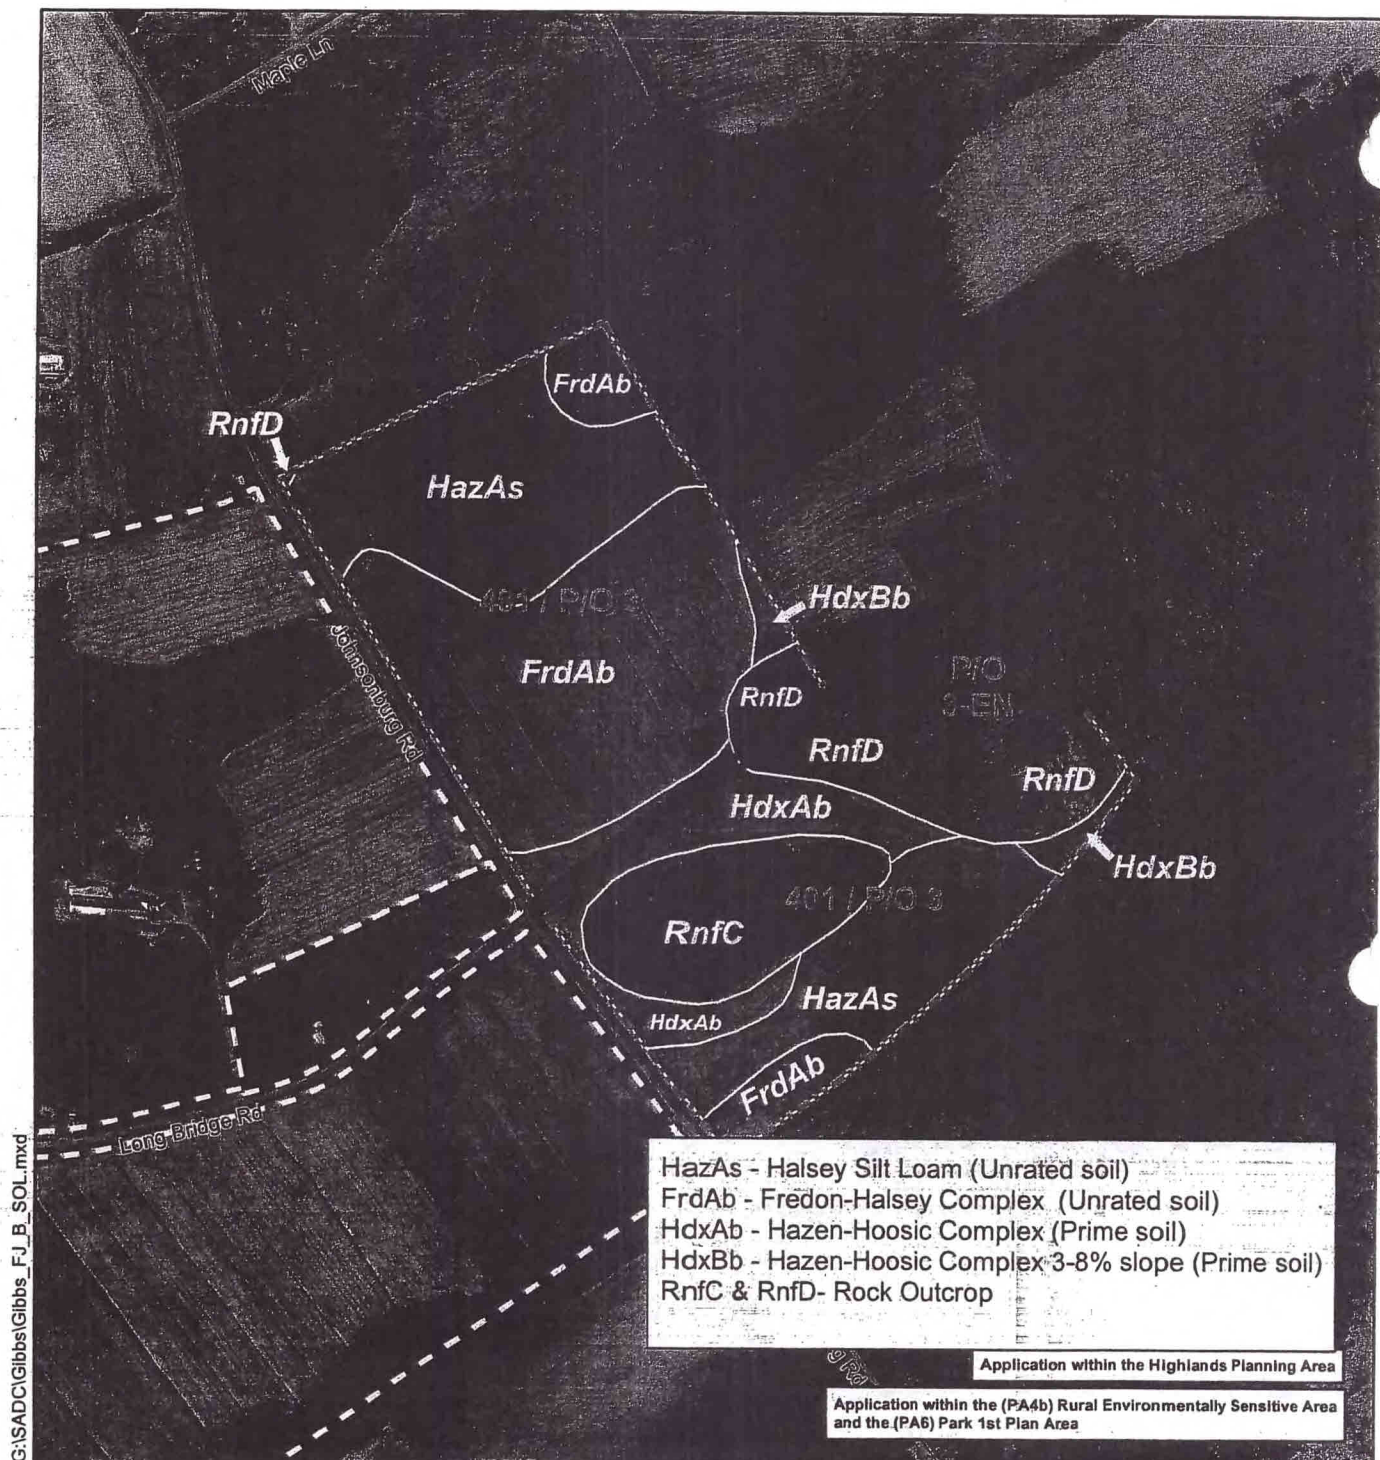 Maple Ln
FrdAb
RnfD
HazAs
HdxBb
Johnsonburg Rd
FrdAb
P/O
3-EN
RnfD
RnfD
RnfD
HdxAb
HdxBb
401 / P/O 3
RnfC
HazAs
HdxAb
FrdAb
Long Bridge Rd
HazAs - Halsey Silt Loam (Unrated soil)
FrdAb - Fredon-Halsey Complex (Unrated soil)
HdxAb - Hazen-Hoosic Complex (Prime soil)
HdxBb - Hazen-Hoosic Complex 3-8% slope (Prime soil)
RnfC & RnfD- Rock Outcrop
Application within the Highlands Planning Area
Application within the (PA4b) Rural Environmentally Sensitive Area
and the (PA6) Park 1st Plan Area
G:\SADC\Gibbs\Gibbs_FJ_B_SOL.mxd